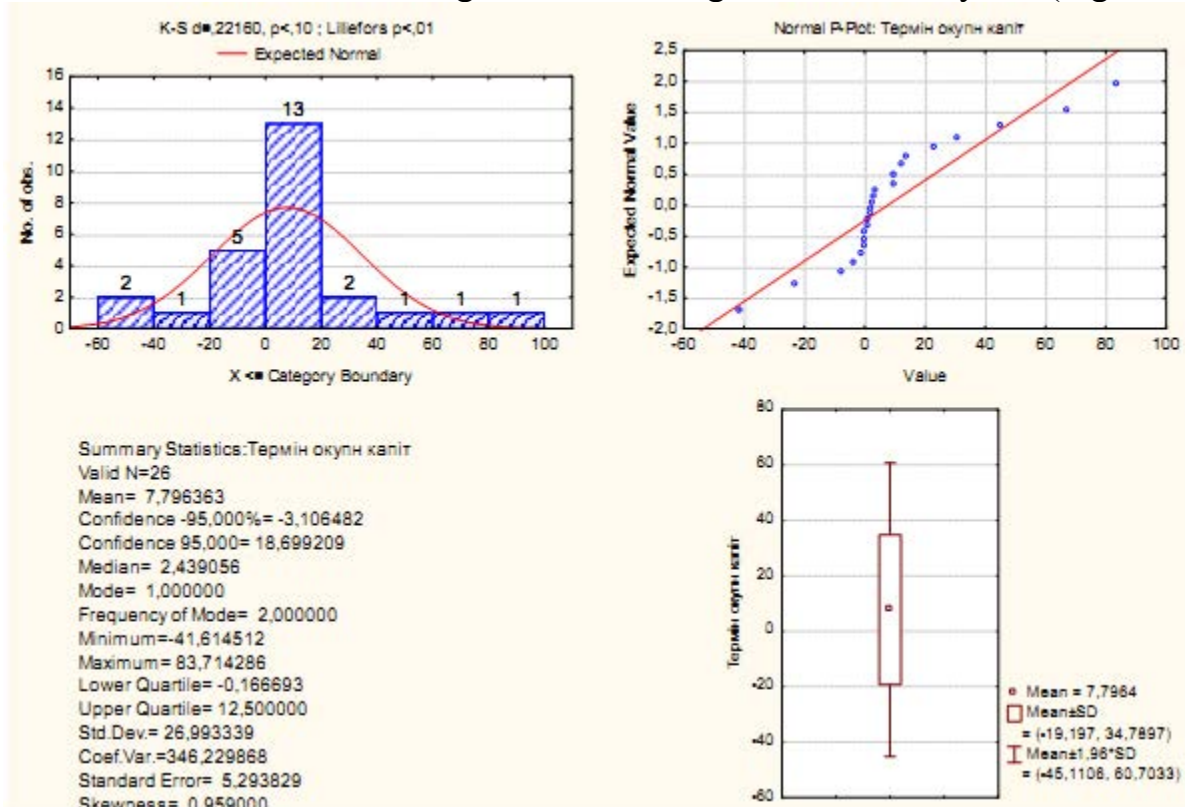 K-S d■,22160, p<,10 ; Lillefors p<,01
Expected Normal
No. of obs.
16
14
12
10
8
6
4
2
0
2
1
5
13
2
1
1
1
-60 -40 -20 0 20 40 60 80 100
X <■ Category Boundary
Normal P-Plot: Термін окупн капіт
Expected Normal Value
2,5
2,0
1,5
1,0
0,5
0,0
-0,5
-1,0
-1,5
-2,0
-60 -40 -20 0 20 40 60 80 100
Value
Summary Statistics:Термін окупн капіт
Valid N=26
Mean= 7,796363
Confidence -95,000%= -3,106482
Confidence 95,000= 18,699209
Median= 2,439056
Mode= 1,000000
Frequency of Mode= 2,000000
Minimum=-41,614512
Maximum= 83,714286
Lower Quartile= -0,166693
Upper Quartile= 12,500000
Std.Dev.= 26,993339
Coef.Var.=346,229868
Standard Error= 5,293829
Skewness= 0,959000
Термін окупн капіт
80
60
40
20
0
-20
-40
-60
Mean = 7,7964
Mean±SD
= (-19,197, 34,7897)
Mean±1,96*SD
= (-45,1106, 60,7033)